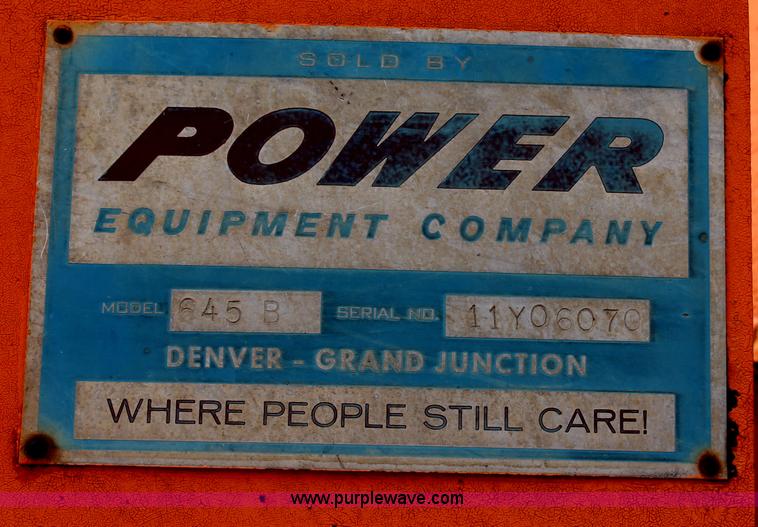 SOLD BY
POWER
EQUIPMENT COMPANY
MODEL 645 B SERIAL NO. 11Y06070
DENVER - GRAND JUNCTION
WHERE PEOPLE STILL CARE!
www.purplewave.com